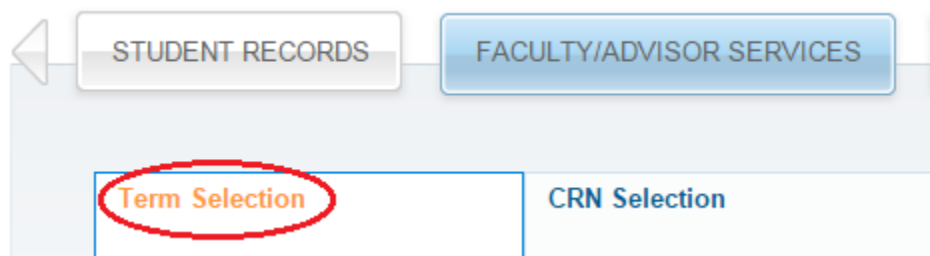 STUDENT RECORDS
FACULTY/ADVISOR SERVICES
Term Selection
CRN Selection